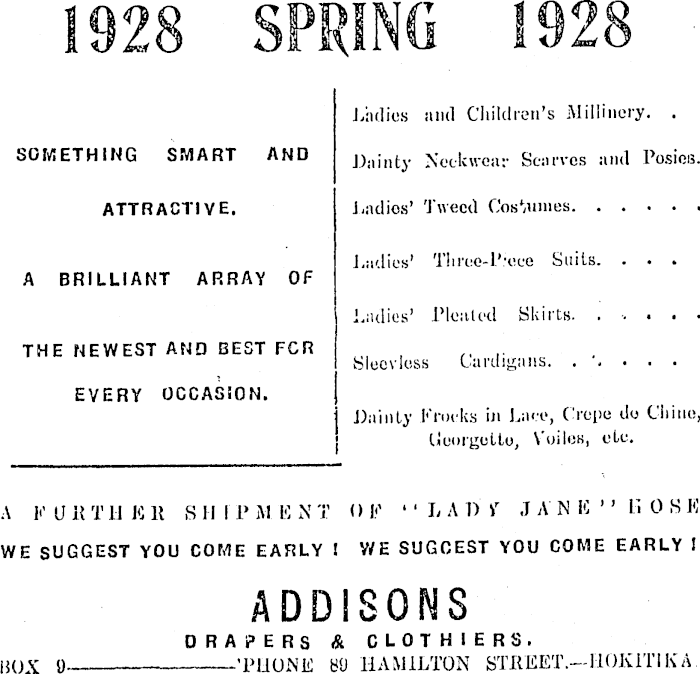 1928 SPRING 1928
SOMETHING SMART AND
ATTRACTIVE.
A BRILLIANT ARRAY OF
THE NEWEST AND BEST FOR
EVERY OCCASION.
Ladies and Children's Millinery. .
Dainty Neckwear Scarves and Posies.
Ladies' Tweed Costumes. . . . . .
Ladies' Three-Piece Suits. . . .
Ladies' Pleated Skirts. . . . . .
Sleevless Cardigans. . . . . . .
Dainty Frocks in Lace, Crepe de Chine,
Georgette, Voiles, etc.
A FURTHER SHIPMENT OF "LADY JANE" HOSE
WE SUGGEST YOU COME EARLY ! WE SUGGEST YOU COME EARLY !
ADDISONS
DRAPERS & CLOTHIERS.
BOX 9————————'PHONE 89 HAMILTON STREET.—HOKITIKA.